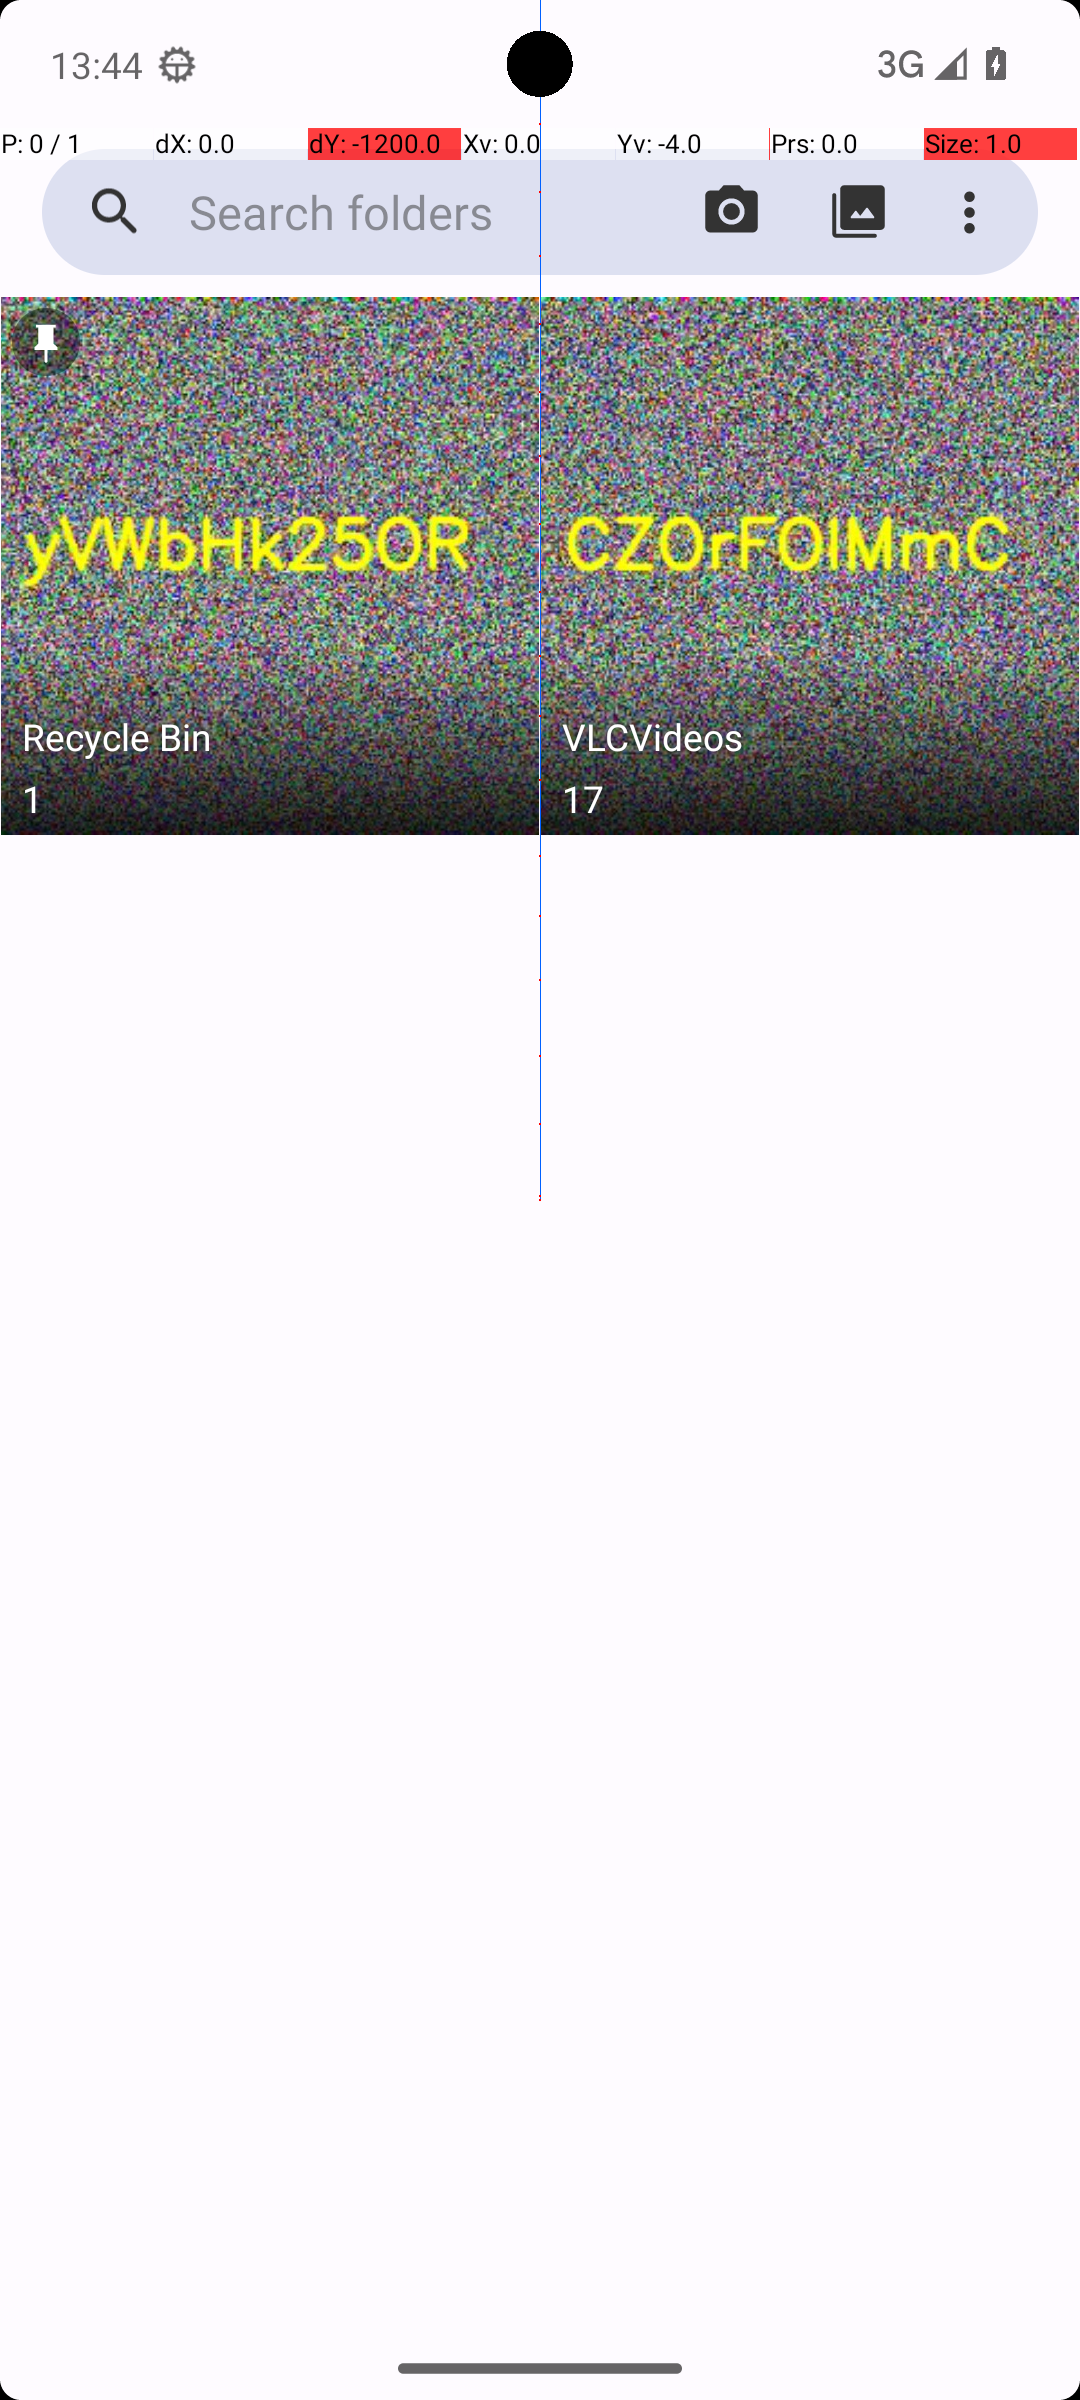 13:44
3G
P: 0 / 1 dX: 0.0 dY: -1200.0 Xv: 0.0 Yv: -4.0 Prs: 0.0 Size: 1.0
Search folders
yVWbHk25OR
CZOrFOIMmC
Recycle Bin
1
VLCVideos
17